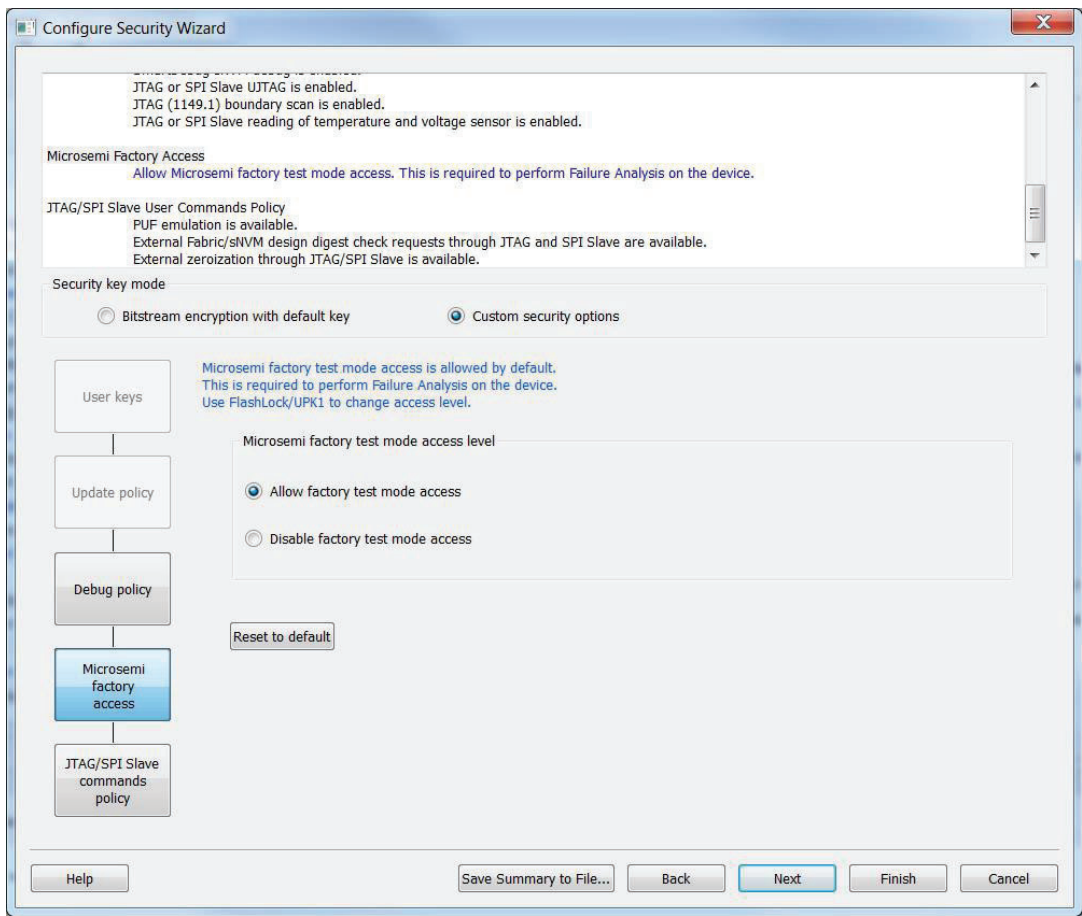 Configure Security Wizard
JTAG or SPI Slave UJTAG is enabled.
JTAG (1149.1) boundary scan is enabled.
JTAG or SPI Slave reading of temperature and voltage sensor is enabled.
Microsemi Factory Access
Allow Microsemi factory test mode access. This is required to perform Failure Analysis on the device.
JTAG/SPI Slave User Commands Policy
PUF emulation is available.
External Fabric/sNVM design digest check requests through JTAG and SPI Slave are available.
External zeroization through JTAG/SPI Slave is available.
Security key mode
Bitstream encryption with default key
Custom security options
User keys
Update policy
Debug policy
Microsemi
factory
access
JTAG/SPI Slave
commands
policy
Microsemi factory test mode access is allowed by default.
This is required to perform Failure Analysis on the device.
Use FlashLock/UPK1 to change access level.
Microsemi factory test mode access level
Allow factory test mode access
Disable factory test mode access
Reset to default
Help
Save Summary to File...
Back
Next
Finish
Cancel